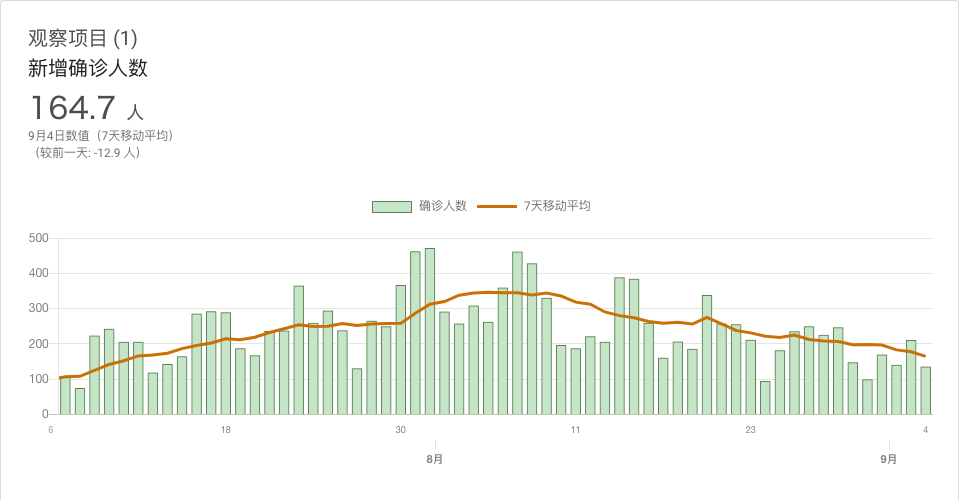 观察项目 (1)
新增确诊人数
164.7 人
9月4日数值（7天移动平均）
（较前一天: -12.9 人）
确诊人数 7天移动平均
500
400
300
200
100
0
6 18 30 11 23 4
8月 9月